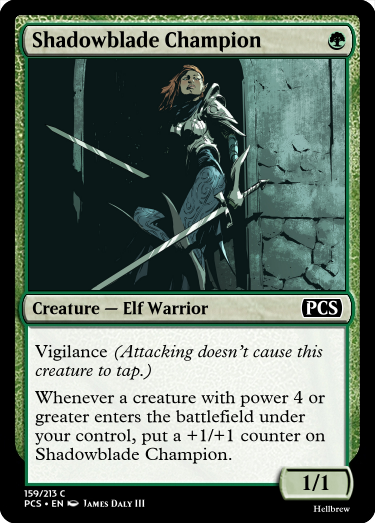 Shadowblade Champion
Creature — Elf Warrior
PCS
Vigilance (Attacking doesn't cause this
creature to tap.)
Whenever a creature with power 4 or
greater enters the battlefield under
your control, put a +1/+1 counter on
Shadowblade Champion.
1/1
159/213 C
PCS • EN James Daly III
Hellbrew